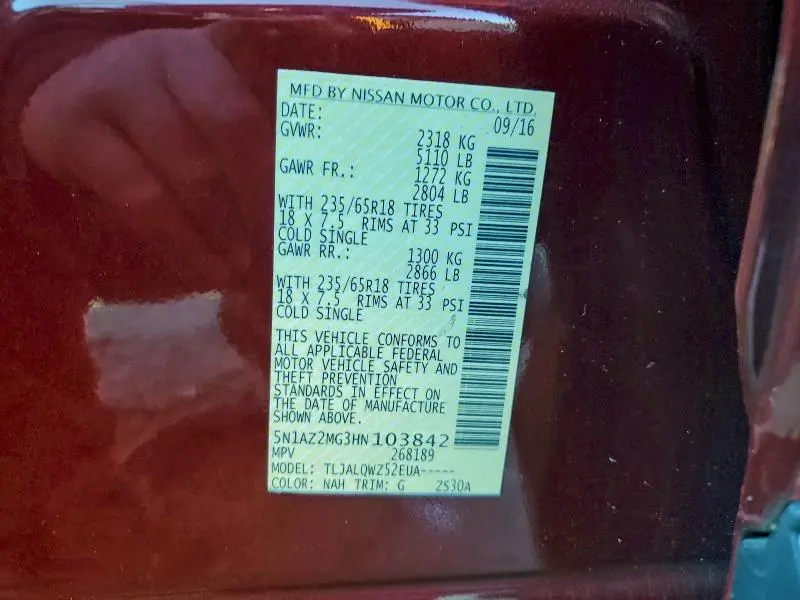 MFD BY NISSAN MOTOR CO., LTD.
DATE: 09/16
GVWR: 2318 KG
5110 LB
GAWR FR.: 1272 KG
2804 LB
WITH 235/65R18 TIRES
18 X 7.5 RIMS AT 33 PSI
COLD SINGLE
GAWR RR.: 1300 KG
2866 LB
WITH 235/65R18 TIRES
18 X 7.5 RIMS AT 33 PSI
COLD SINGLE
THIS VEHICLE CONFORMS TO
ALL APPLICABLE FEDERAL
MOTOR VEHICLE SAFETY AND
THEFT PREVENTION
STANDARDS IN EFFECT ON
THE DATE OF MANUFACTURE
SHOWN ABOVE.
5N1AZ2MG3HN103842
MPV 268189
MODEL: TLJALQWZ52EUA-----
COLOR: NAH TRIM: G ZS30A